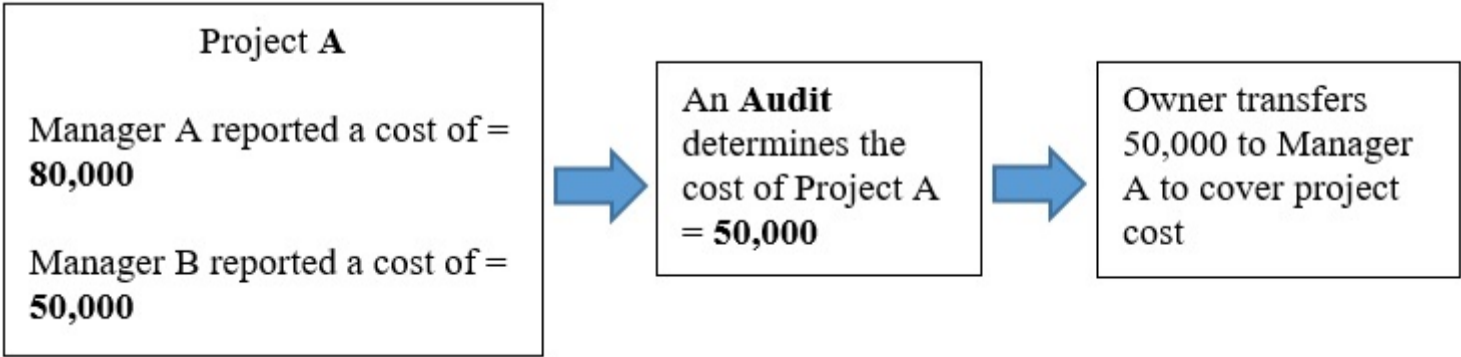 Project A
Manager A reported a cost of =
80,000
Manager B reported a cost of =
50,000
An Audit
determines the
cost of Project A
= 50,000
Owner transfers
50,000 to Manager
A to cover project
cost